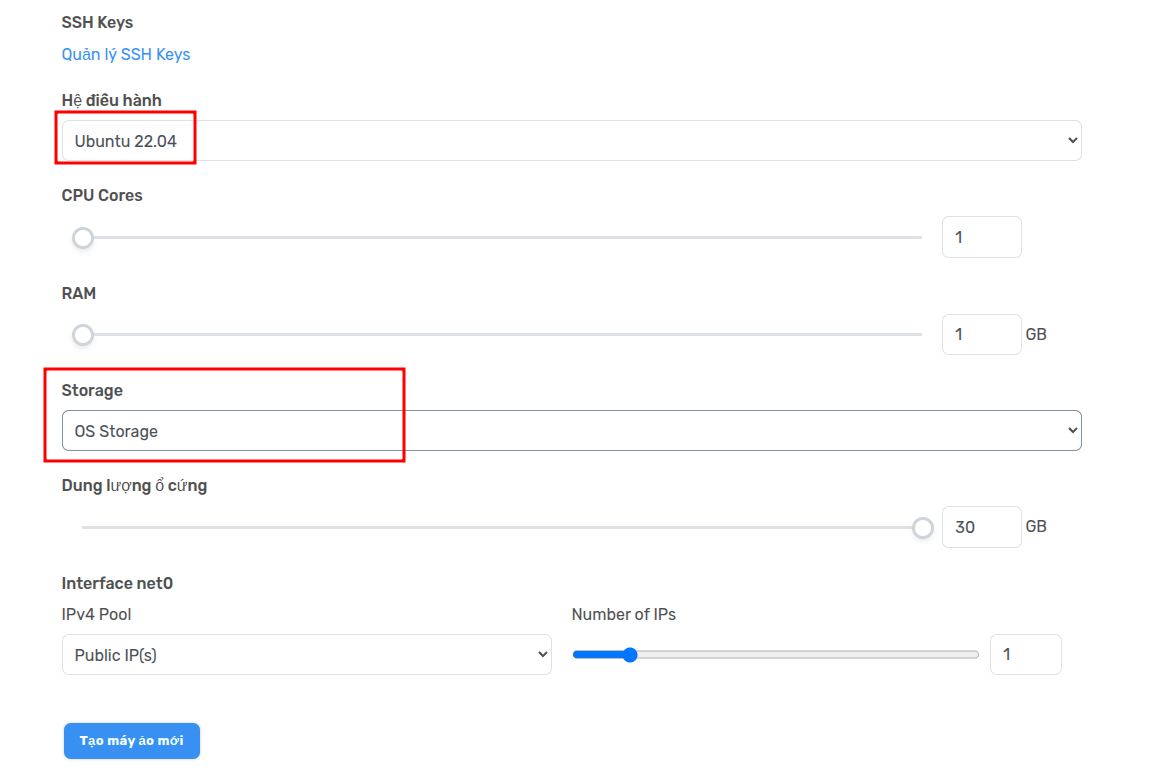 SSH Keys
Quản lý SSH Keys
Hệ điều hành
Ubuntu 22.04
CPU Cores
1
RAM
1 GB
Storage
OS Storage
Dung lượng ổ cứng
30 GB
Interface net0
IPv4 Pool Number of IPs
Public IP(s) 1
Tạo máy ảo mới